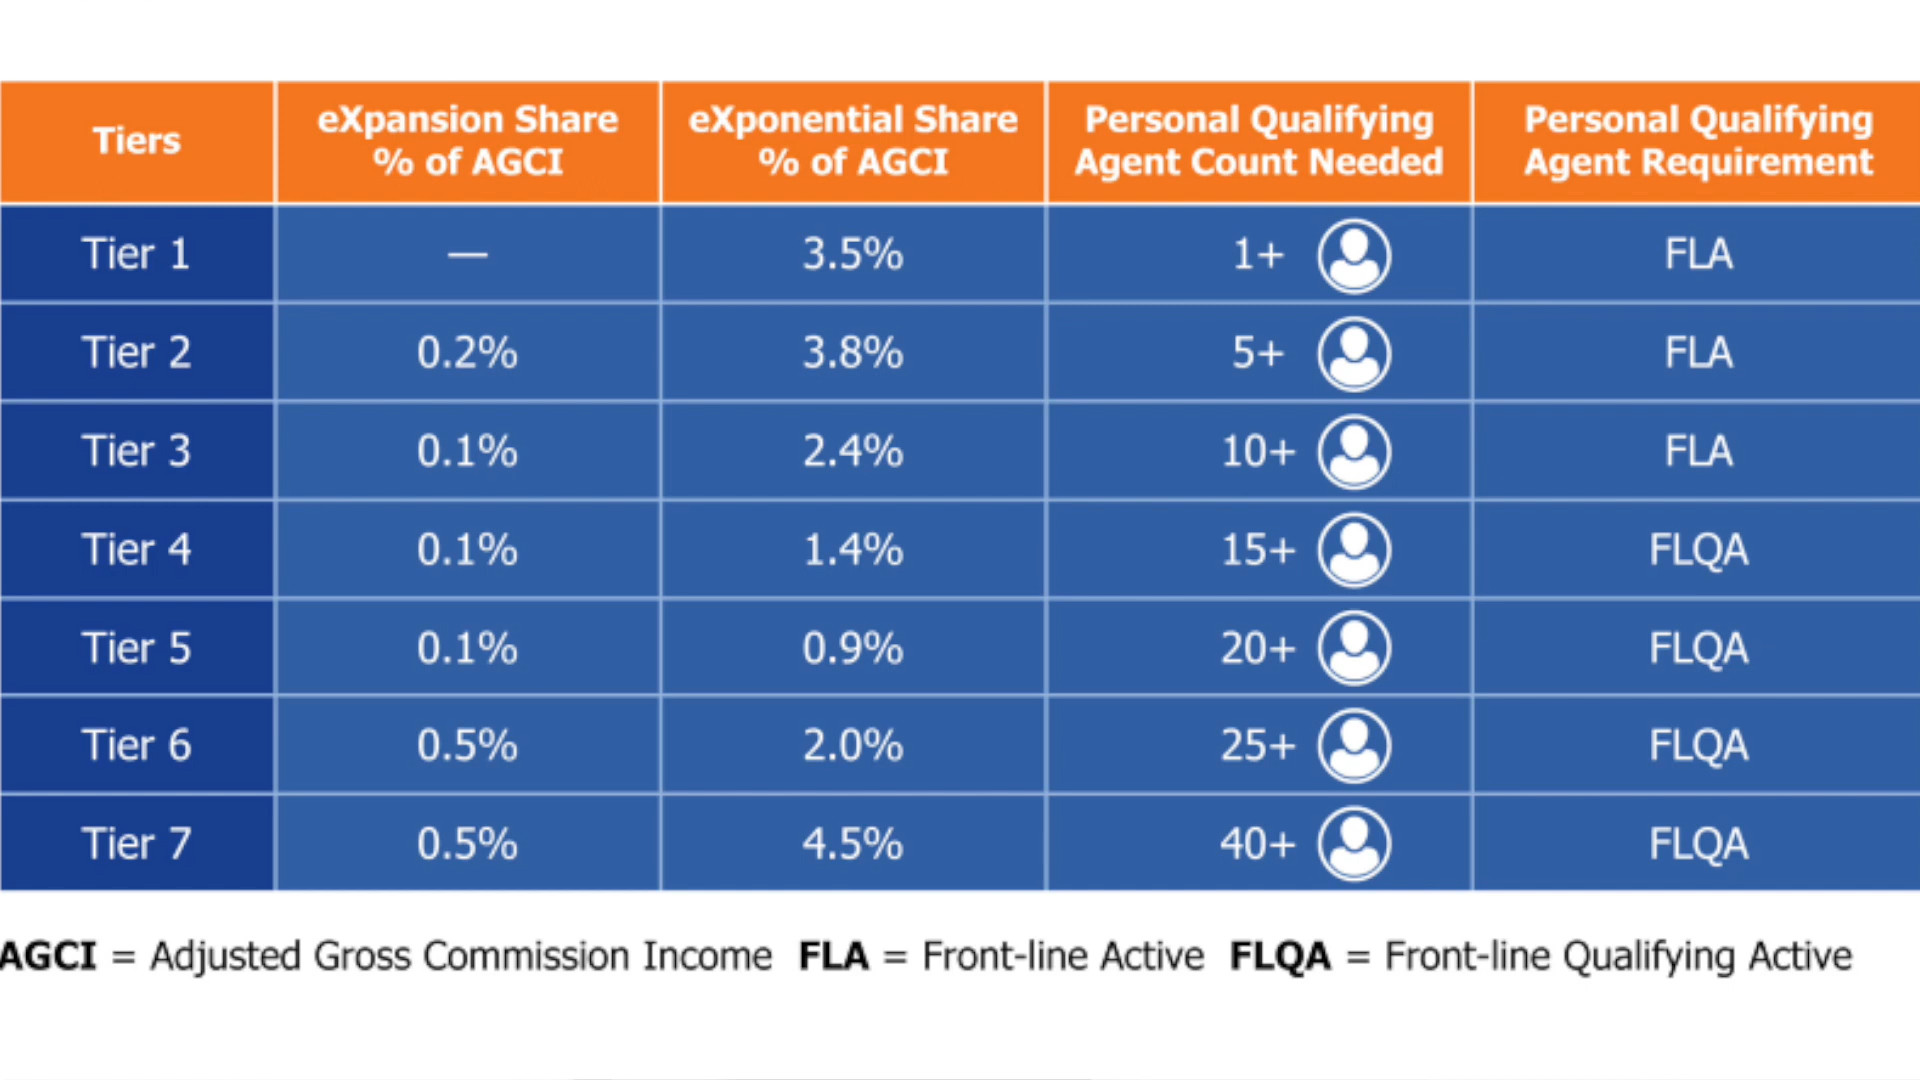 Tiers eXpansion Share % of AGCI eXponential Share % of AGCI Personal Qualifying Agent Count Needed Personal Qualifying Agent Requirement
Tier 1 — 3.5% 1+ FLA
Tier 2 0.2% 3.8% 5+ FLA
Tier 3 0.1% 2.4% 10+ FLA
Tier 4 0.1% 1.4% 15+ FLQA
Tier 5 0.1% 0.9% 20+ FLQA
Tier 6 0.5% 2.0% 25+ FLQA
Tier 7 0.5% 4.5% 40+ FLQA
AGCI = Adjusted Gross Commission Income FLA = Front-line Active FLQA = Front-line Qualifying Active